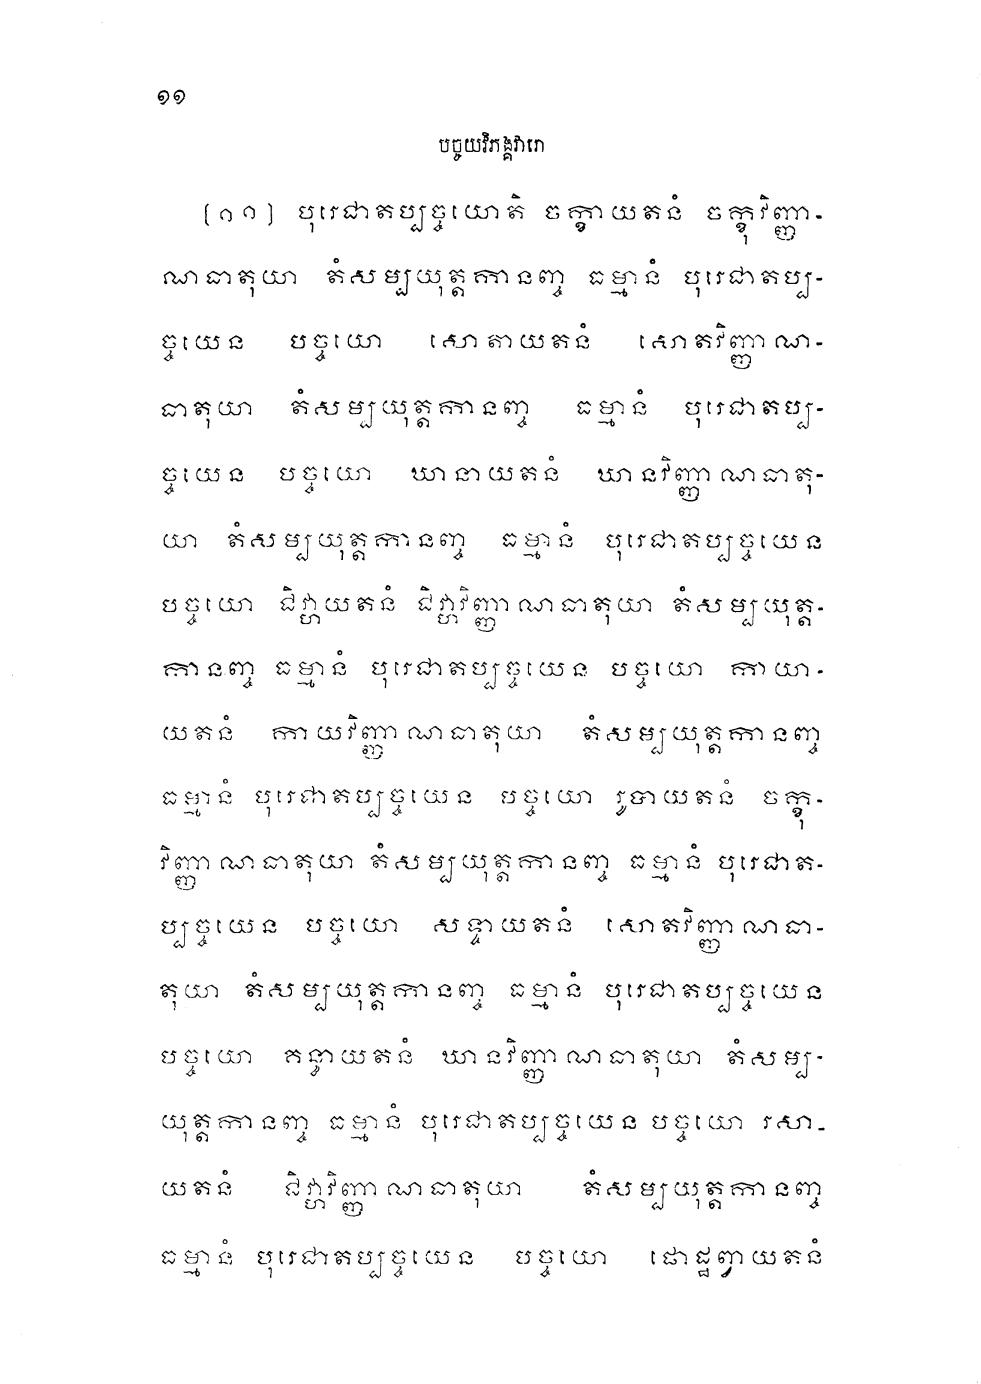 ១១
បច្ចយវិភង្គវារោ
(១០) បុរេជាតប្បច្ចយោតិ ចក្ខាយតនំ ចក្ខុវិញ្ញា-
ណធាតុយា តំសម្បយុត្តកានញ្ច ធម្មានំ បុរេជាតប្ប-
ច្ចយេន បច្ចយោ សោតាយតនំ សោតវិញ្ញាណ-
ធាតុយា តំសម្បយុត្តកានញ្ច ធម្មានំ បុរេជាតប្ប-
ច្ចយេន បច្ចយោ ឃានាយតនំ ឃានវិញ្ញាណធាតុ-
យា តំសម្បយុត្តកានញ្ច ធម្មានំ បុរេជាតប្បច្ចយេន
បច្ចយោ ជិវ្ហាយតនំ ជិវ្ហាវិញ្ញាណធាតុយា តំសម្បយុត្ត-
កានញ្ច ធម្មានំ បុរេជាតប្បច្ចយេន បច្ចយោ កាយា-
យតនំ កាយវិញ្ញាណធាតុយា តំសម្បយុត្តកានញ្ច
ធម្មានំ បុរេជាតប្បច្ចយេន បច្ចយោ រូបាយតនំ ចក្ខុ-
វិញ្ញាណធាតុយា តំសម្បយុត្តកានញ្ច ធម្មានំ បុរេជាត-
ប្បច្ចយេន បច្ចយោ សទ្ទាយតនំ សោតវិញ្ញាណធា-
តុយា តំសម្បយុត្តកានញ្ច ធម្មានំ បុរេជាតប្បច្ចយេន
បច្ចយោ គន្ធាយតនំ ឃានវិញ្ញាណធាតុយា តំសម្ប-
យុត្តកានញ្ច ធម្មានំ បុរេជាតប្បច្ចយេន បច្ចយោ រសា-
យតនំ ជិវ្ហាវិញ្ញាណធាតុយា តំសម្បយុត្តកានញ្ច
ធម្មានំ បុរេជាតប្បច្ចយេន បច្ចយោ ផោដ្ឋព្វាយតនំ